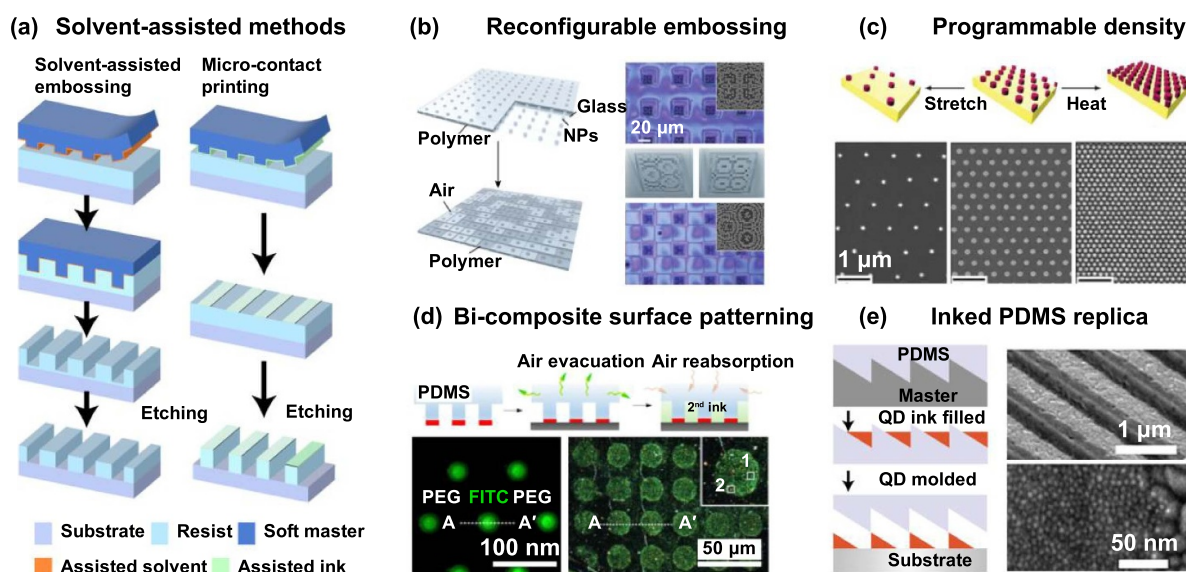 (a) Solvent-assisted methods
Solvent-assisted
embossing
Micro-contact
printing
Etching
Etching
Substrate
Resist
Soft master
Assisted solvent
Assisted ink
(b) Reconfigurable embossing
Glass
NPs
Polymer
Air
Polymer
20 µm
(c) Programmable density
Stretch
Heat
1 µm
(d) Bi-composite surface patterning
Air evacuation
Air reabsorption
PDMS
2nd ink
PEG FITC PEG
A A′
100 nm
1
2
A A′
50 µm
(e) Inked PDMS replica
PDMS
Master
QD ink filled
QD molded
Substrate
1 µm
50 nm